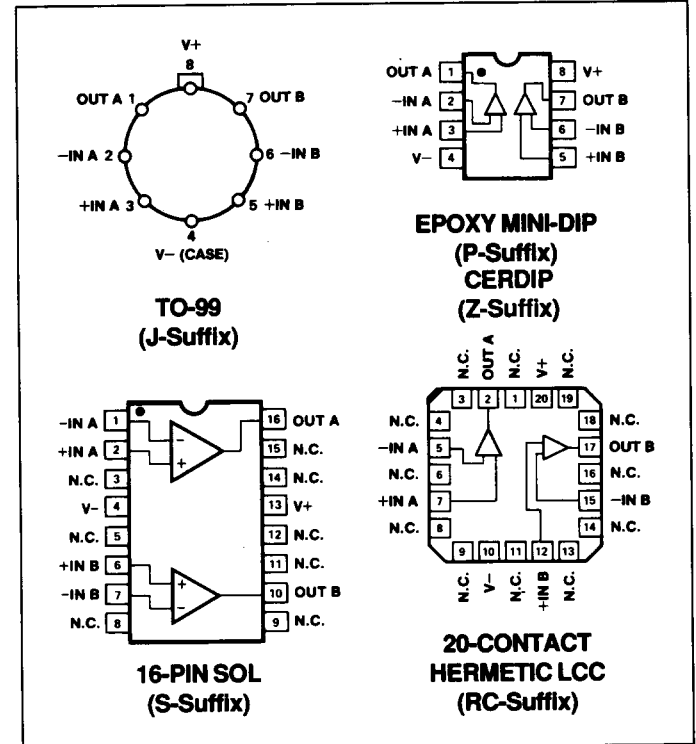 V+
8
OUT A 1
7 OUT B
−IN A 2
6 −IN B
+IN A 3
5 +IN B
4
V− (CASE)
TO-99
(J-Suffix)
OUT A 1
8 V+
−IN A 2
7 OUT B
+IN A 3
6 −IN B
V− 4
5 +IN B
EPOXY MINI-DIP
(P-Suffix)
CERDIP
(Z-Suffix)
−IN A 1
16 OUT A
+IN A 2
15 N.C.
N.C. 3
14 N.C.
V− 4
13 V+
N.C. 5
12 N.C.
+IN B 6
11 N.C.
−IN B 7
10 OUT B
N.C. 8
9 N.C.
− +
+ −
16-PIN SOL
(S-Suffix)
N.C. OUT A N.C. V+ N.C.
3 2 1 20 19
N.C. 4
18 N.C.
−IN A 5
17 OUT B
N.C. 6
16 N.C.
+IN A 7
15 −IN B
N.C. 8
14 N.C.
9 10 11 12 13
N.C. V− N.C. +IN B N.C.
20-CONTACT
HERMETIC LCC
(RC-Suffix)